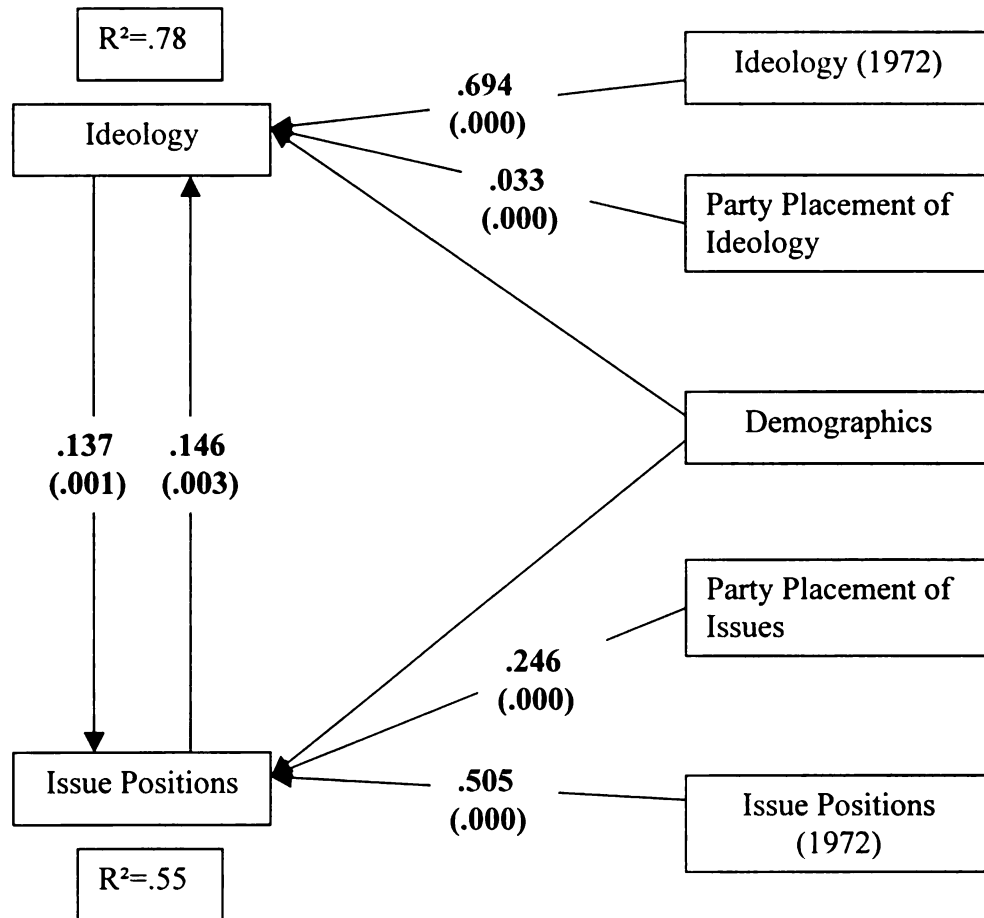 R²=.78
Ideology
Ideology (1972)
.694
(.000)
.033
(.000)
Party Placement of
Ideology
.137
(.001)
.146
(.003)
Demographics
Party Placement of
Issues
.246
(.000)
Issue Positions
.505
(.000)
Issue Positions
(1972)
R²=.55